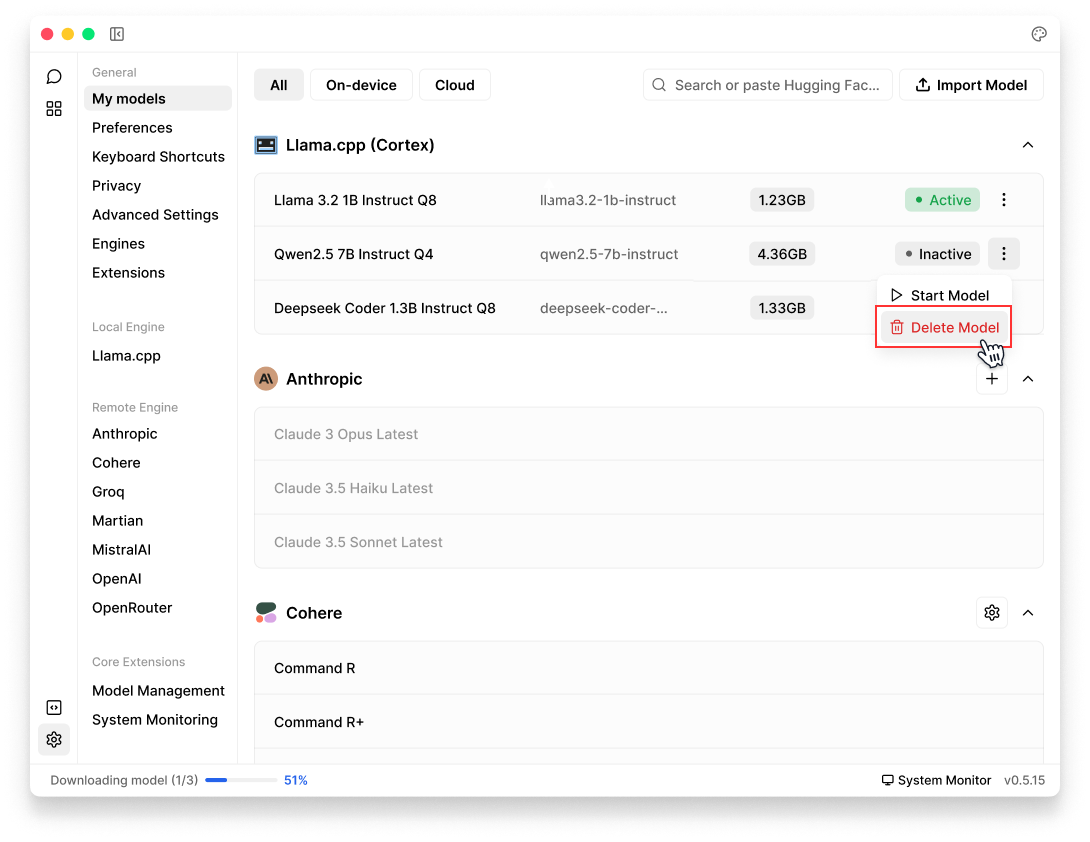 General
My models
Preferences
Keyboard Shortcuts
Privacy
Advanced Settings
Engines
Extensions
Local Engine
Llama.cpp
Remote Engine
Anthropic
Cohere
Groq
Martian
MistralAI
OpenAI
OpenRouter
Core Extensions
Model Management
System Monitoring
All On-device Cloud Search or paste Hugging Fac... Import Model
Llama.cpp (Cortex)
Llama 3.2 1B Instruct Q8 llama3.2-1b-instruct 1.23GB Active
Qwen2.5 7B Instruct Q4 qwen2.5-7b-instruct 4.36GB Inactive
Start Model
Deepseek Coder 1.3B Instruct Q8 deepseek-coder-... 1.33GB
Delete Model
Anthropic
Claude 3 Opus Latest
Claude 3.5 Haiku Latest
Claude 3.5 Sonnet Latest
Cohere
Command R
Command R+
Downloading model (1/3) 51% System Monitor v0.5.15